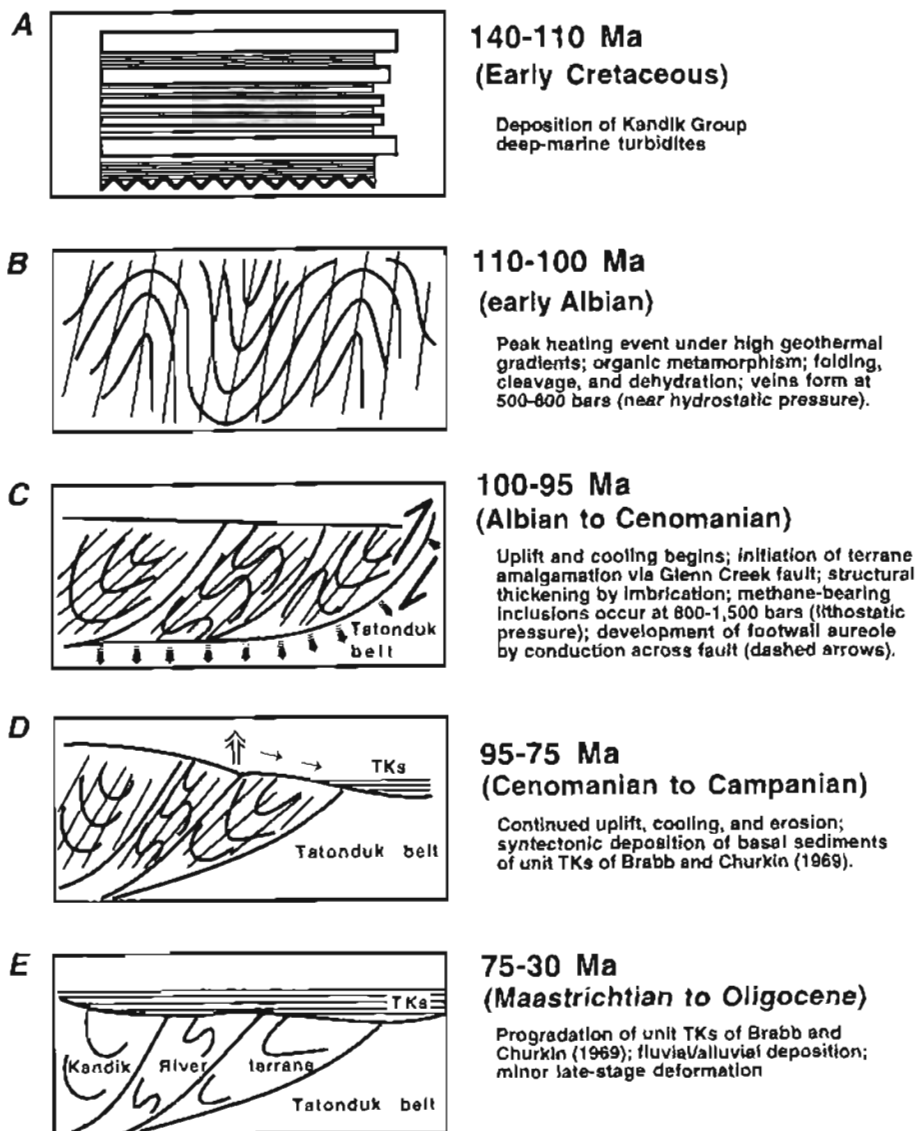 A
140-110 Ma
(Early Cretaceous)
Deposition of Kandik Group
deep-marine turbidites
B
110-100 Ma
(early Albian)
Peak heating event under high geothermal
gradients; organic metamorphism; folding,
cleavage, and dehydration; veins form at
500-600 bars (near hydrostatic pressure).
C
100-95 Ma
(Albian to Cenomanian)
Uplift and cooling begins; initiation of terrane
amalgamation via Glenn Creek fault; structural
thickening by imbrication; methane-bearing
inclusions occur at 600-1,500 bars (lithostatic
pressure); development of footwall aureole
by conduction across fault (dashed arrows).
Tatonduk
belt
D
95-75 Ma
(Cenomanian to Campanian)
Continued uplift, cooling, and erosion;
syntectonic deposition of basal sediments
of unit TKs of Brabb and Churkin (1969).
TKs
Tatonduk belt
E
75-30 Ma
(Maastrichtian to Oligocene)
Progradation of unit TKs of Brabb and
Churkin (1969); fluvial/alluvial deposition;
minor late-stage deformation
TKs
Kandik River terrane
Tatonduk belt